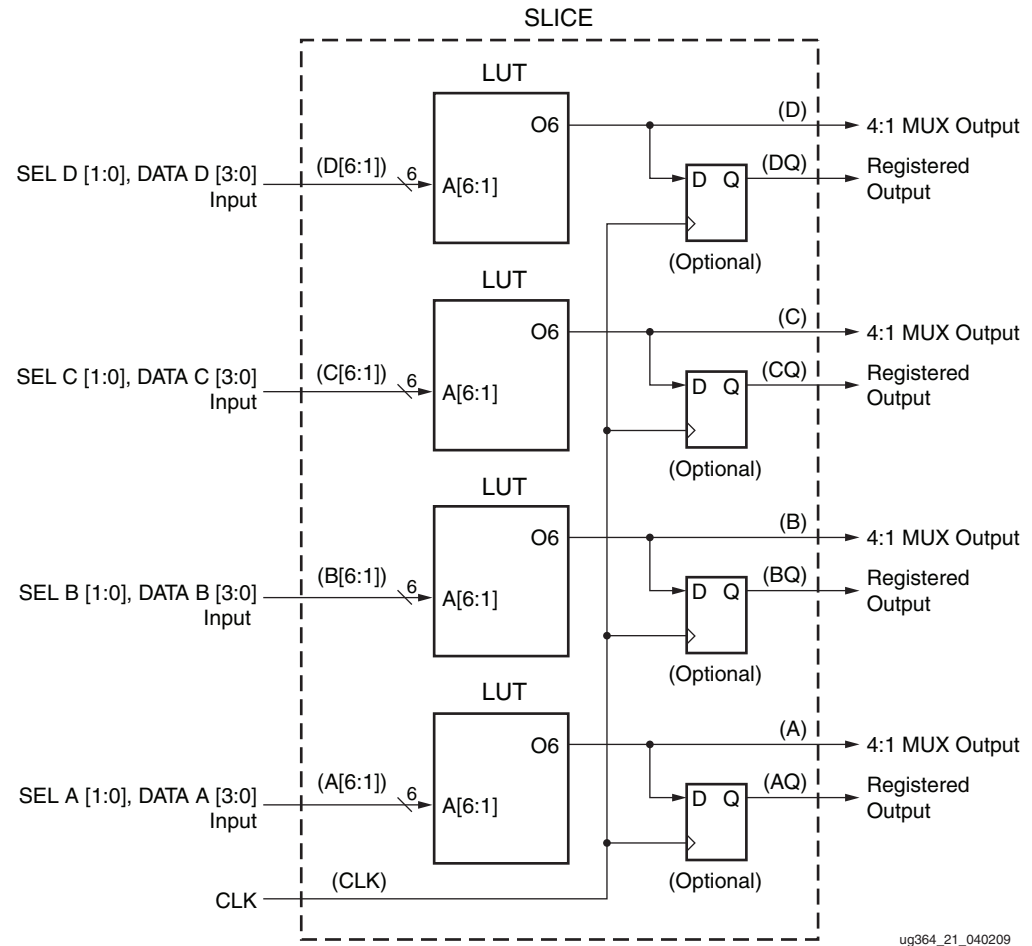 SLICE
LUT
O6
(D)
4:1 MUX Output
SEL D [1:0], DATA D [3:0]
Input
(D[6:1])
6
A[6:1]
D Q
(DQ)
Registered
Output
(Optional)
LUT
O6
(C)
4:1 MUX Output
SEL C [1:0], DATA C [3:0]
Input
(C[6:1])
6
A[6:1]
D Q
(CQ)
Registered
Output
(Optional)
LUT
O6
(B)
4:1 MUX Output
SEL B [1:0], DATA B [3:0]
Input
(B[6:1])
6
A[6:1]
D Q
(BQ)
Registered
Output
(Optional)
LUT
O6
(A)
4:1 MUX Output
SEL A [1:0], DATA A [3:0]
Input
(A[6:1])
6
A[6:1]
D Q
(AQ)
Registered
Output
(Optional)
CLK
(CLK)
ug364_21_040209